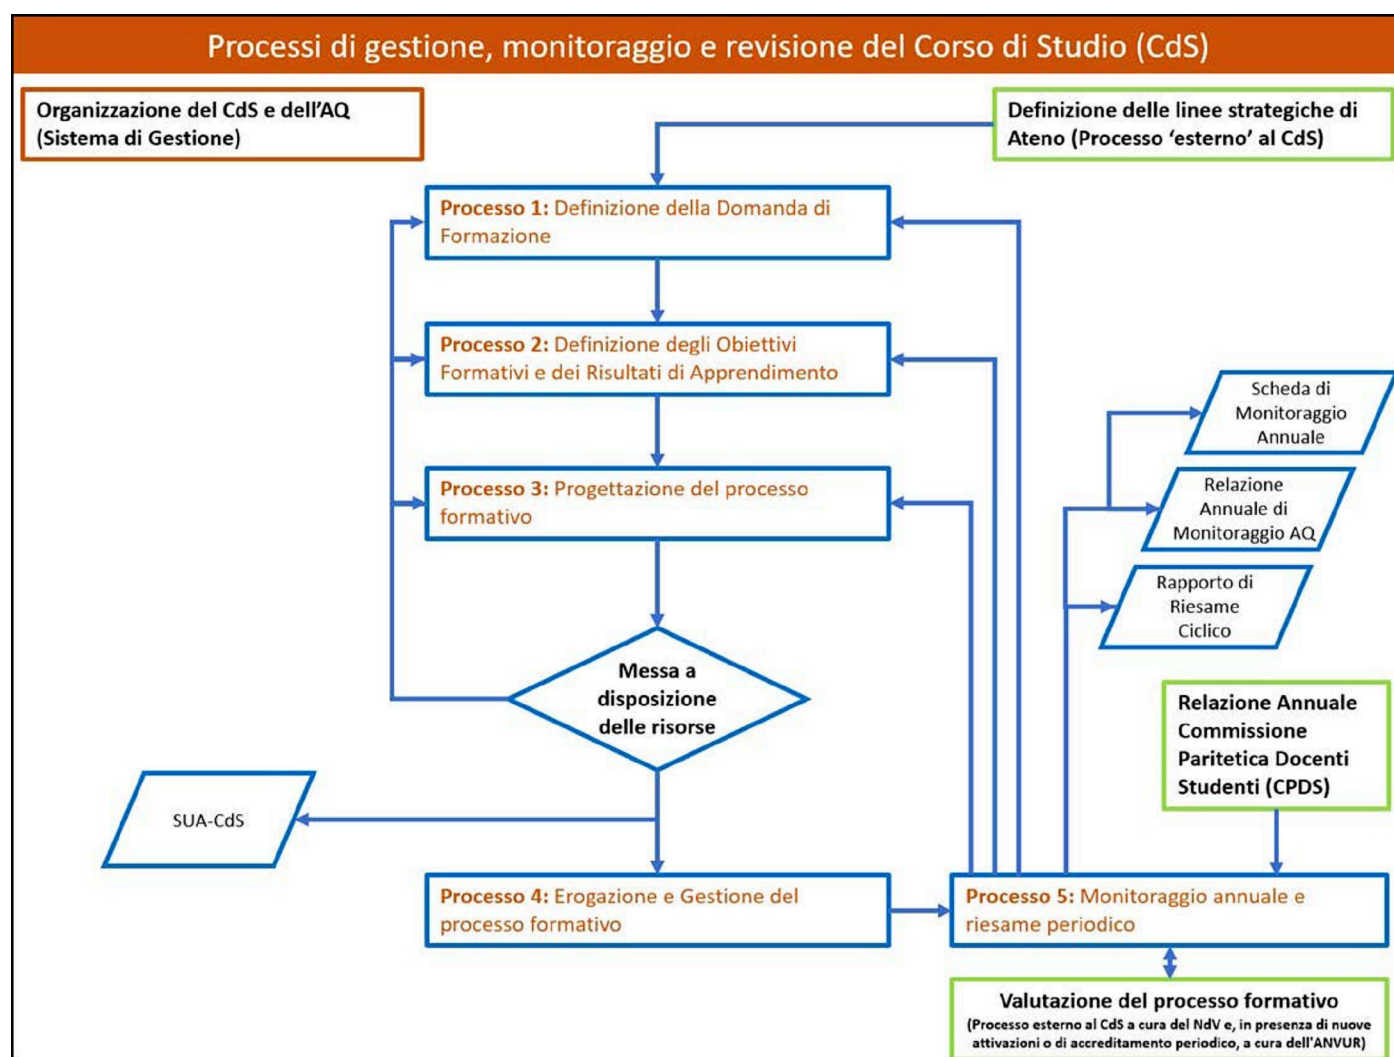 Processi di gestione, monitoraggio e revisione del Corso di Studio (CdS)
Organizzazione del CdS e dell'AQ
(Sistema di Gestione)
Definizione delle linee strategiche di
Ateno (Processo 'esterno' al CdS)
Processo 1: Definizione della Domanda di
Formazione
Processo 2: Definizione degli Obiettivi
Formativi e dei Risultati di Apprendimento
Scheda di
Monitoraggio
Annuale
Processo 3: Progettazione del processo
formativo
Relazione
Annuale di
Monitoraggio AQ
Rapporto di
Riesame
Ciclico
Messa a
disposizione
delle risorse
Relazione Annuale
Commissione
Paritetica Docenti
Studenti (CPDS)
SUA-CdS
Processo 4: Erogazione e Gestione del
processo formativo
Processo 5: Monitoraggio annuale e
riesame periodico
Valutazione del processo formativo
(Processo esterno al CdS a cura del NdV e, in presenza di nuove
attivazioni o di accreditamento periodico, a cura dell'ANVUR)